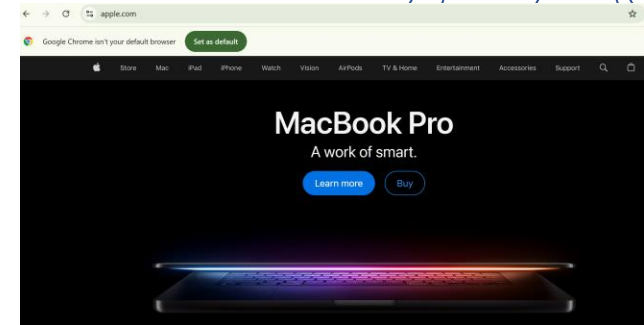 apple.com
Google Chrome isn't your default browser Set as default
Store Mac iPad iPhone Watch Vision AirPods TV & Home Entertainment Accessories Support
MacBook Pro
A work of smart.
Learn more Buy